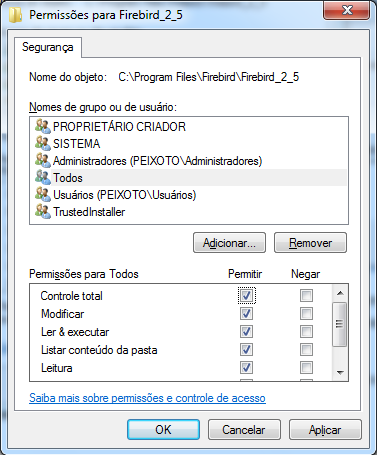 Permissões para Firebird_2_5
Segurança
Nome do objeto: C:\Program Files\Firebird\Firebird_2_5
Nomes de grupo ou de usuário:
PROPRIETÁRIO CRIADOR
SISTEMA
Administradores (PEIXOTO\Administradores)
Todos
Usuários (PEIXOTO\Usuários)
TrustedInstaller
Adicionar... Remover
Permissões para Todos Permitir Negar
Controle total
Modificar
Ler & executar
Listar conteúdo da pasta
Leitura
Saiba mais sobre permissões e controle de acesso
OK Cancelar Aplicar